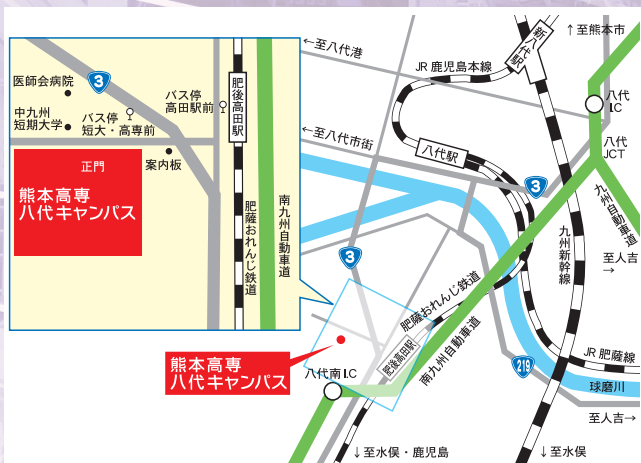 医師会病院
3
バス停
高田駅前
中九州
短期大学
バス停
短大・高専前
案内板
正門
熊本高専
八代キャンパス
肥後高田駅
肥薩おれんじ鉄道
南九州自動車道
←至八代港
JR鹿児島本線
新八代駅
↑至熊本市
八代
I.C
八代
JCT
←至八代市街
八代駅
3
九州自動車道
九州新幹線
至人吉
→
3
肥薩おれんじ鉄道
南九州自動車道
肥後高田駅
熊本高専
八代キャンパス
八代南I.C
219
JR肥薩線
球磨川
至人吉→
↓至水俣・鹿児島
↓至水俣